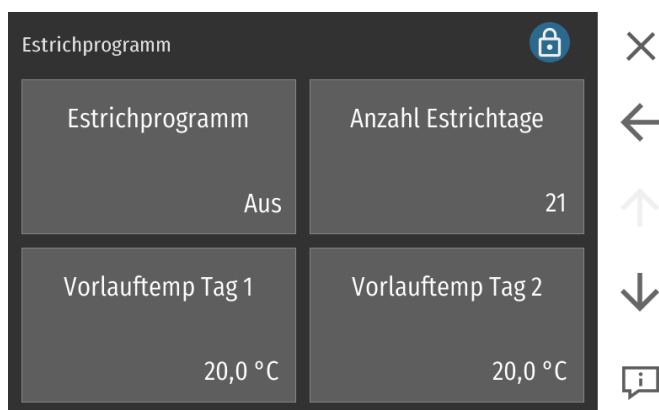 Estrichprogramm
Estrichprogramm
Anzahl Estrichtage
Aus
21
Vorlauftemp Tag 1
Vorlauftemp Tag 2
20,0 °C
20,0 °C